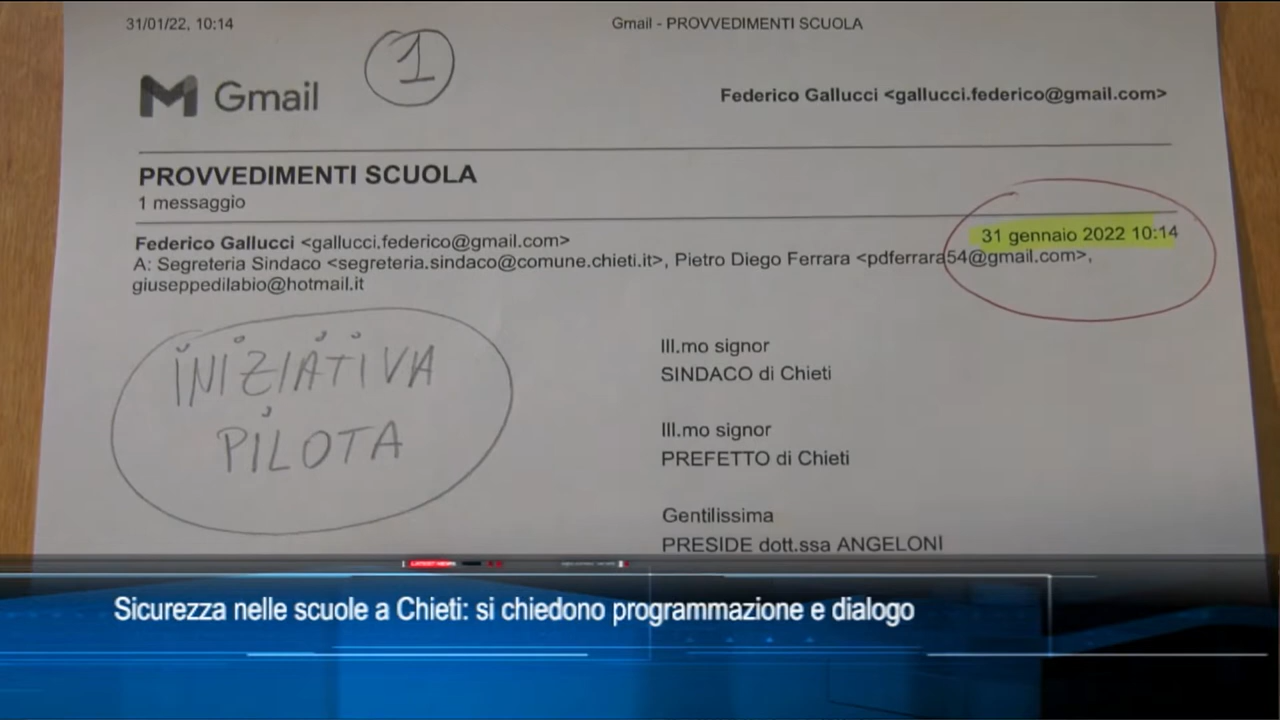 31/01/22, 10:14
Gmail - PROVVEDIMENTI SCUOLA
1
Gmail
Federico Gallucci <gallucci.federico@gmail.com>
PROVVEDIMENTI SCUOLA
1 messaggio
Federico Gallucci <gallucci.federico@gmail.com>
31 gennaio 2022 10:14
A: Segreteria Sindaco <segreteria.sindaco@comune.chieti.it>, Pietro Diego Ferrara <pdferrara54@gmail.com>,
giuseppedilabio@hotmail.it
INIZIATIVA
PILOTA
Ill.mo signor
SINDACO di Chieti
Ill.mo signor
PREFETTO di Chieti
Gentilissima
PRESIDE dott.ssa ANGELONI
LATEST NEWS
Sicurezza nelle scuole a Chieti: si chiedono programmazione e dialogo